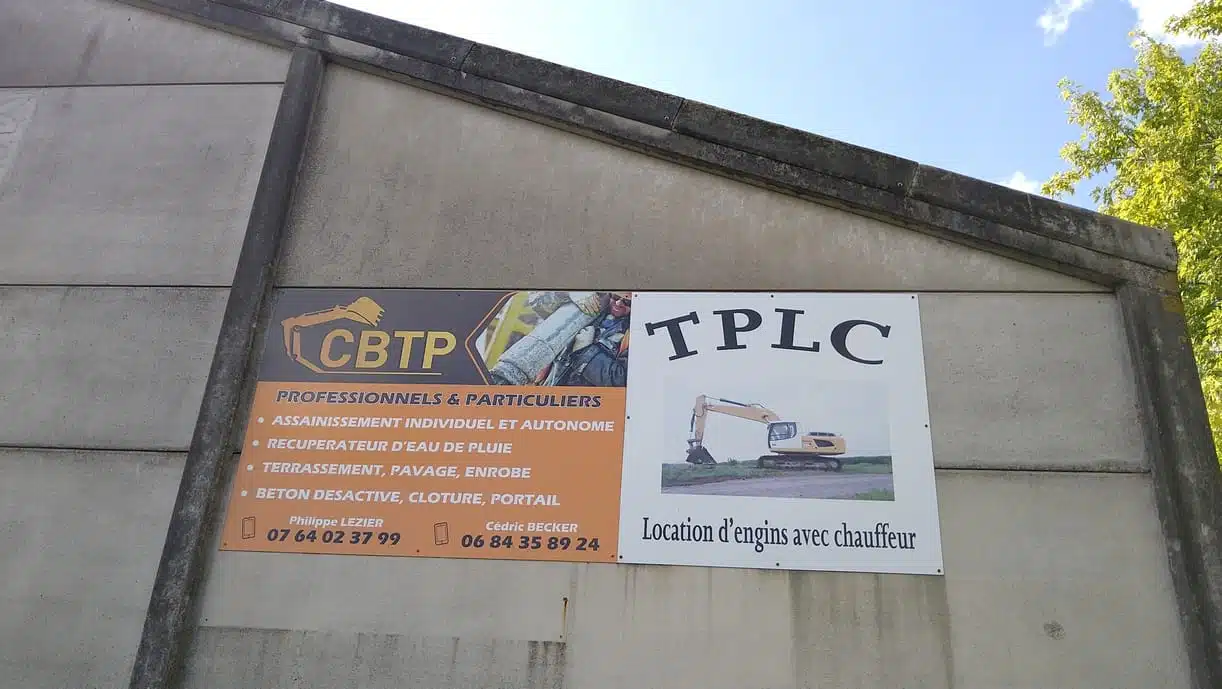 CBTP
PROFESSIONNELS & PARTICULIERS
• ASSAINISSEMENT INDIVIDUEL ET AUTONOME
• RECUPERATEUR D'EAU DE PLUIE
• TERRASSEMENT, PAVAGE, ENROBE
• BETON DESACTIVE, CLOTURE, PORTAIL
Philippe LEZIER
07 64 02 37 99
Cédric BECKER
06 84 35 89 24
TPLC
Location d'engins avec chauffeur